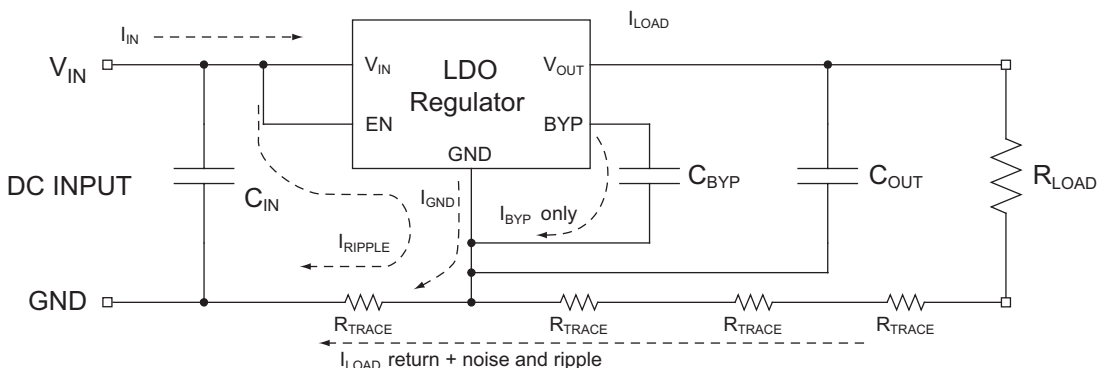 I_IN
I_LOAD
V_IN
V_IN
LDO
Regulator
V_OUT
EN
BYP
GND
DC INPUT
C_IN
I_GND
I_BYP only
C_BYP
C_OUT
R_LOAD
I_RIPPLE
GND
R_TRACE
R_TRACE
R_TRACE
R_TRACE
I_LOAD return + noise and ripple